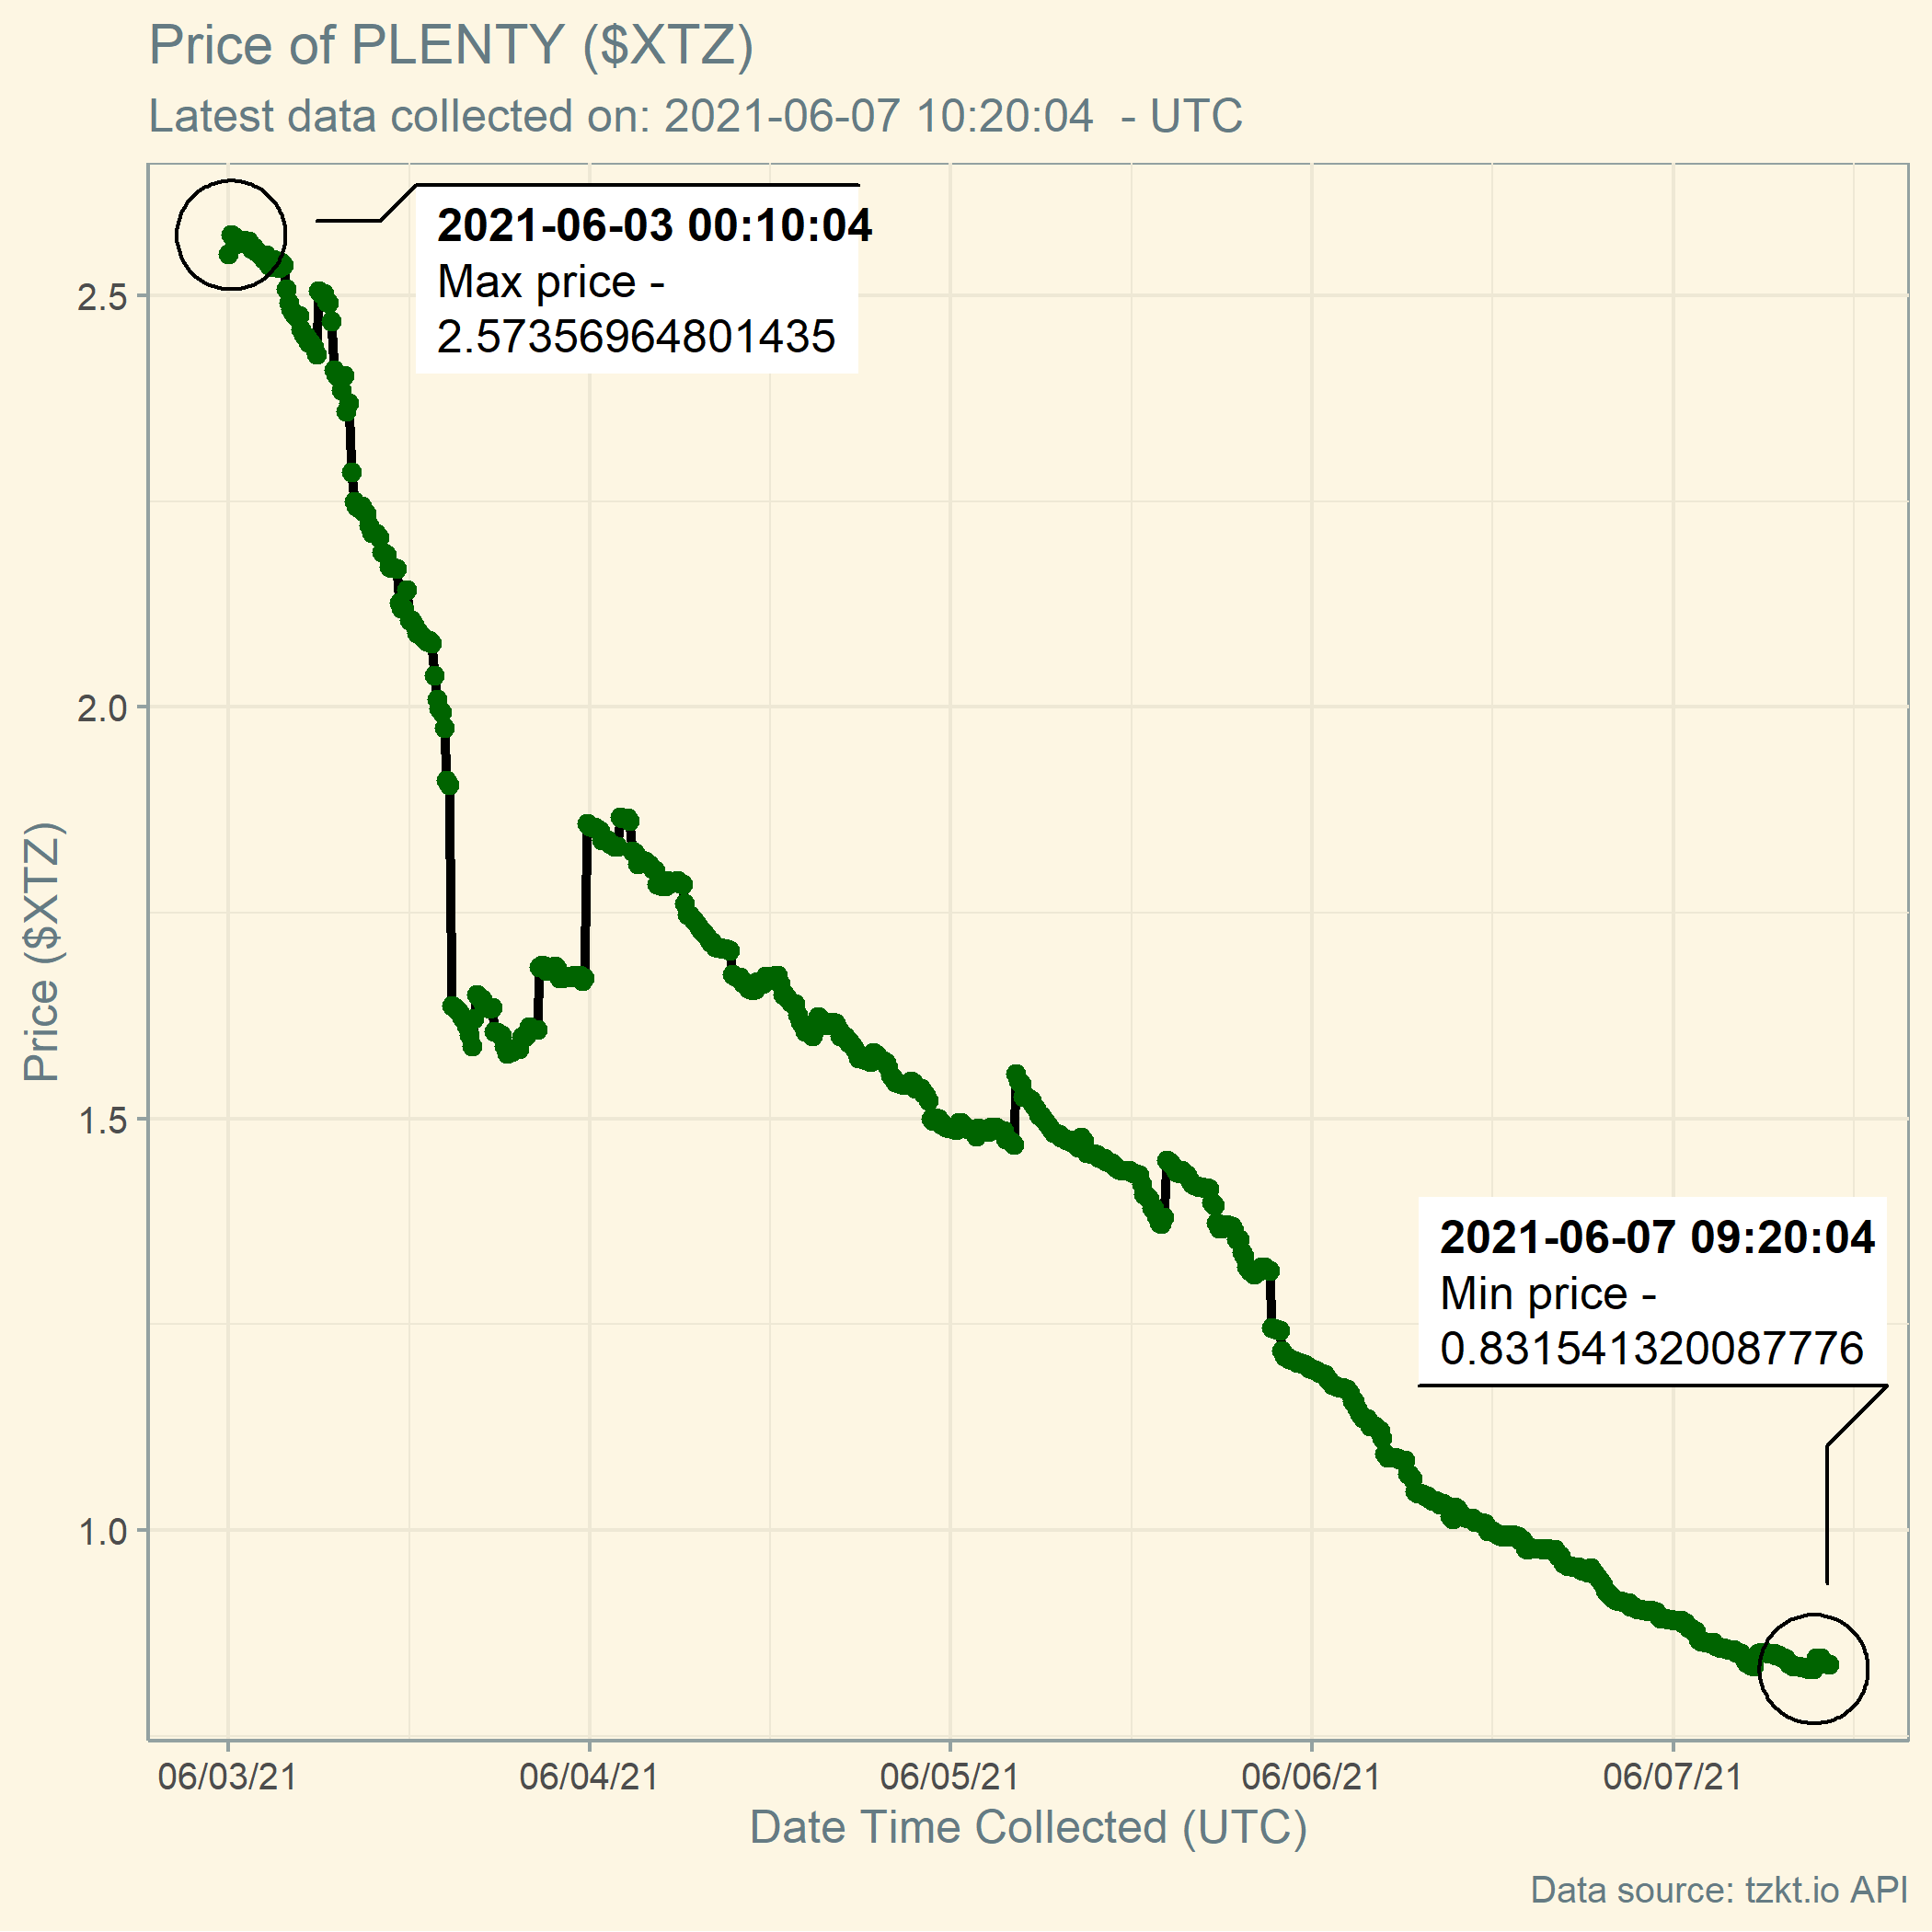 Price of PLENTY ($XTZ)
Latest data collected on: 2021-06-07 10:20:04  - UTC
2021-06-03 00:10:04
Max price -
2.57356964801435
2.5
2.0
Price ($XTZ)
1.5
2021-06-07 09:20:04
Min price -
0.831541320087776
1.0
06/03/21 06/04/21 06/05/21 06/06/21 06/07/21
Date Time Collected (UTC)
Data source: tzkt.io API